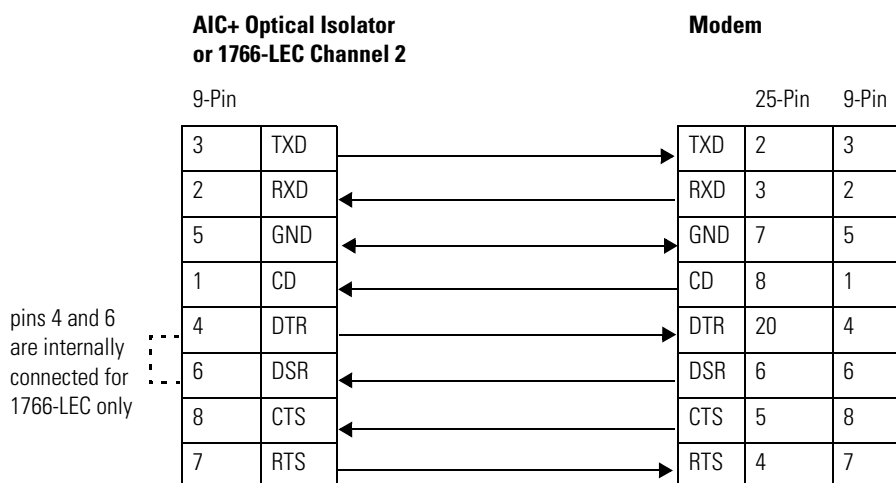 AIC+ Optical Isolator
or 1766-LEC Channel 2
Modem
9-Pin
25-Pin 9-Pin
3 TXD TXD 2 3
2 RXD RXD 3 2
5 GND GND 7 5
1 CD CD 8 1
4 DTR DTR 20 4
6 DSR DSR 6 6
8 CTS CTS 5 8
7 RTS RTS 4 7
pins 4 and 6
are internally
connected for
1766-LEC only